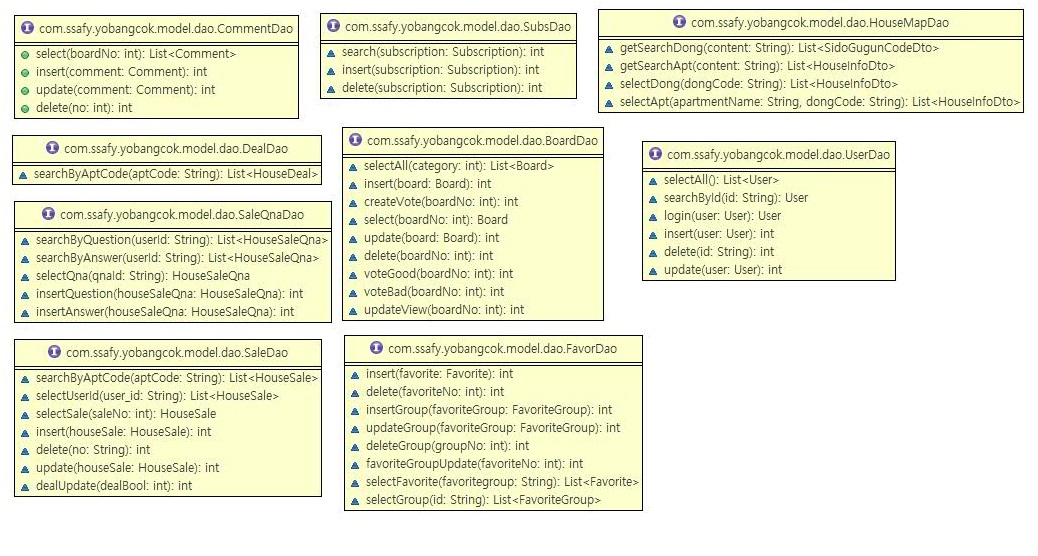 com.ssafy.yobangcok.model.dao.CommentDao
select(boardNo: int): List<Comment>
insert(comment: Comment): int
update(comment: Comment): int
delete(no: int): int
com.ssafy.yobangcok.model.dao.SubsDao
search(subscription: Subscription): int
insert(subscription: Subscription): int
delete(subscription: Subscription): int
com.ssafy.yobangcok.model.dao.HouseMapDao
getSearchDong(content: String): List<SidoGugunCodeDto>
getSearchApt(content: String): List<HouseInfoDto>
selectDong(dongCode: String): List<HouseInfoDto>
selectApt(apartmentName: String, dongCode: String): List<HouseInfoDto>
com.ssafy.yobangcok.model.dao.DealDao
searchByAptCode(aptCode: String): List<HouseDeal>
com.ssafy.yobangcok.model.dao.BoardDao
selectAll(category: int): List<Board>
insert(board: Board): int
createVote(boardNo: int): int
select(boardNo: int): Board
update(board: Board): int
delete(boardNo: int): int
voteGood(boardNo: int): int
voteBad(boardNo: int): int
updateView(boardNo: int): int
com.ssafy.yobangcok.model.dao.UserDao
selectAll(): List<User>
searchById(id: String): User
login(user: User): User
insert(user: User): int
delete(id: String): int
update(user: User): int
com.ssafy.yobangcok.model.dao.SaleQnaDao
searchByQuestion(userId: String): List<HouseSaleQna>
searchByAnswer(userId: String): List<HouseSaleQna>
selectQna(qnaId: String): HouseSaleQna
insertQuestion(houseSaleQna: HouseSaleQna): int
insertAnswer(houseSaleQna: HouseSaleQna): int
com.ssafy.yobangcok.model.dao.SaleDao
searchByAptCode(aptCode: String): List<HouseSale>
selectUserId(user_id: String): List<HouseSale>
selectSale(saleNo: int): HouseSale
insert(houseSale: HouseSale): int
delete(no: String): int
update(houseSale: HouseSale): int
dealUpdate(dealBool: int): int
com.ssafy.yobangcok.model.dao.FavorDao
insert(favorite: Favorite): int
delete(favoriteNo: int): int
insertGroup(favoriteGroup: FavoriteGroup): int
updateGroup(favoriteGroup: FavoriteGroup): int
deleteGroup(groupNo: int): int
favoriteGroupUpdate(favoriteNo: int): int
selectFavorite(favoritegroup: String): List<Favorite>
selectGroup(id: String): List<FavoriteGroup>